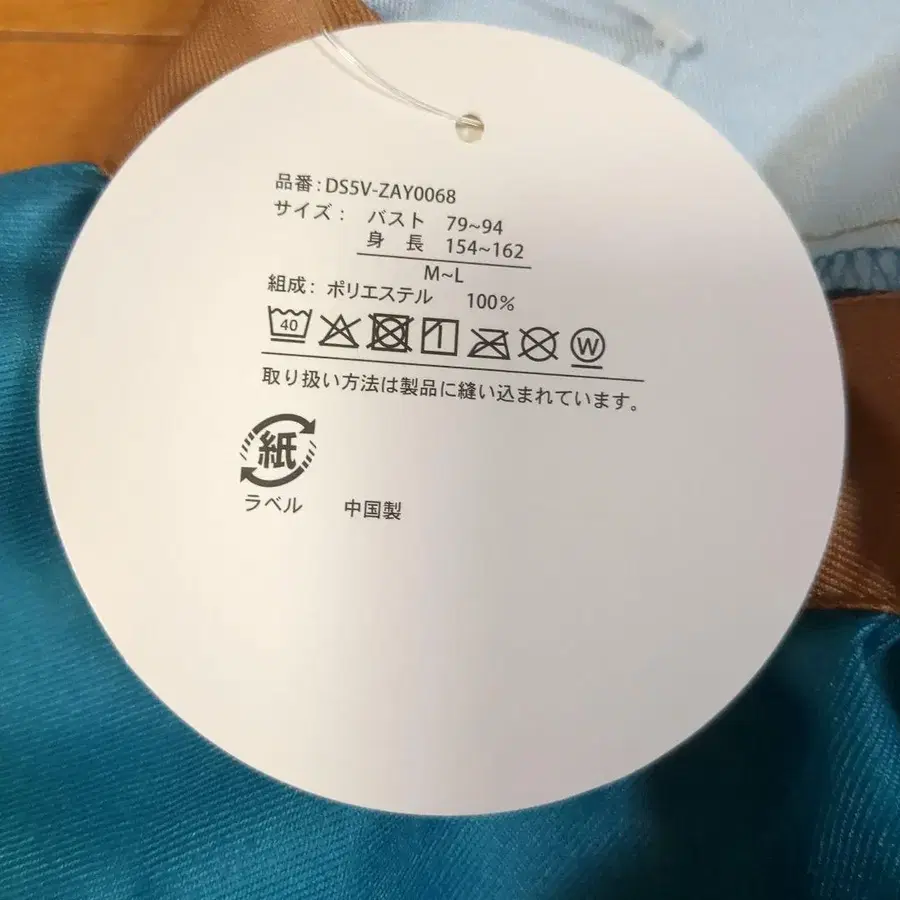 品番：DS5V-ZAY0068
サイズ： バスト 79~94
身 長 154~162
M~L
組成：ポリエステル 100%
40 W
取り扱い方法は製品に縫い込まれています。
紙
ラベル 中国製